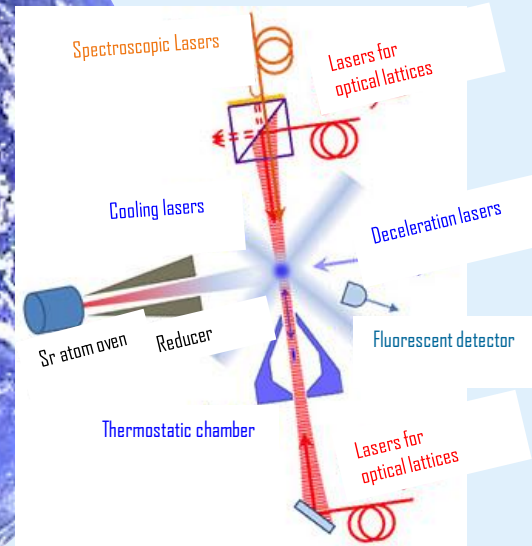 Spectroscopic Lasers
Lasers for
optical lattices
Cooling lasers
Deceleration lasers
Sr atom oven
Reducer
Fluorescent detector
Thermostatic chamber
Lasers for
optical lattices